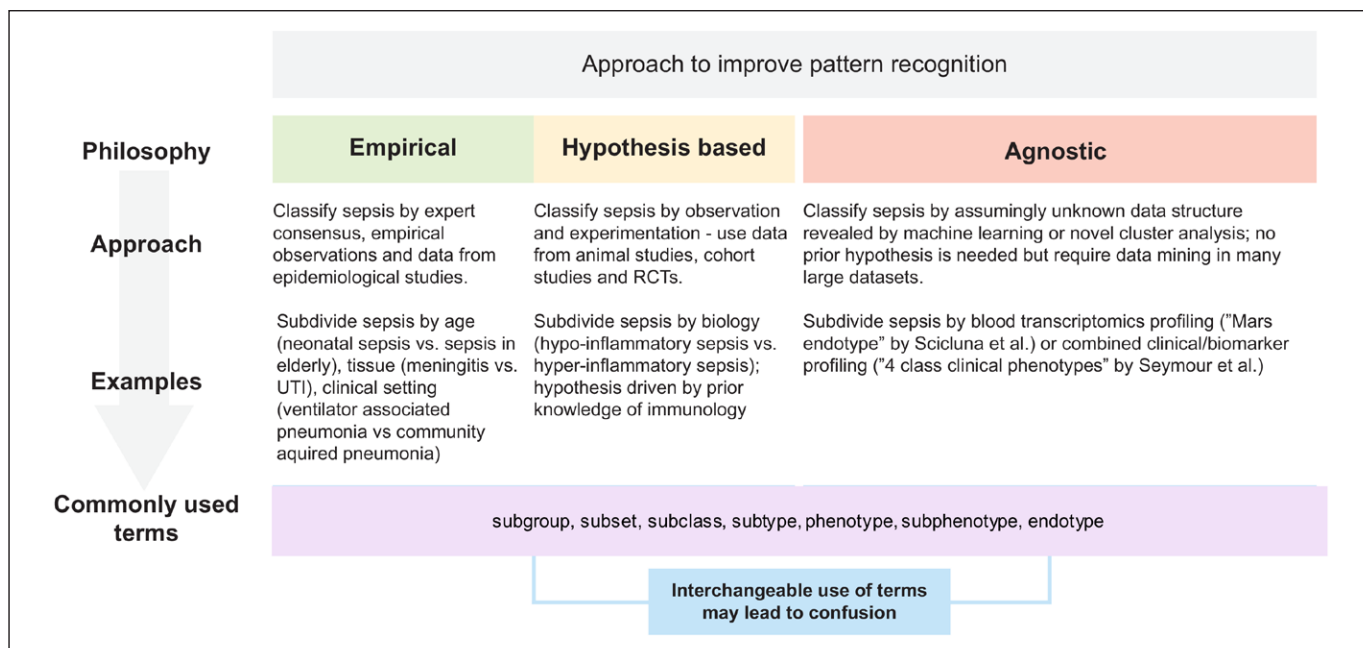 Approach to improve pattern recognition
Philosophy
Empirical
Hypothesis based
Agnostic
Approach
Classify sepsis by expert
consensus, empirical
observations and data from
epidemiological studies.
Classify sepsis by observation
and experimentation - use data
from animal studies, cohort
studies and RCTs.
Classify sepsis by assumingly unknown data structure
revealed by machine learning or novel cluster analysis; no
prior hypothesis is needed but require data mining in many
large datasets.
Examples
Subdivide sepsis by age
(neonatal sepsis vs. sepsis in
elderly), tissue (meningitis vs.
UTI), clinical setting
(ventilator associated
pneumonia vs community
aquired pneumonia)
Subdivide sepsis by biology
(hypo-inflammatory sepsis vs.
hyper-inflammatory sepsis);
hypothesis driven by prior
knowledge of immunology
Subdivide sepsis by blood transcriptomics profiling (”Mars
endotype” by Scicluna et al.) or combined clinical/biomarker
profiling (”4 class clinical phenotypes” by Seymour et al.)
Commonly used
terms
subgroup, subset, subclass, subtype, phenotype, subphenotype, endotype
Interchangeable use of terms
may lead to confusion